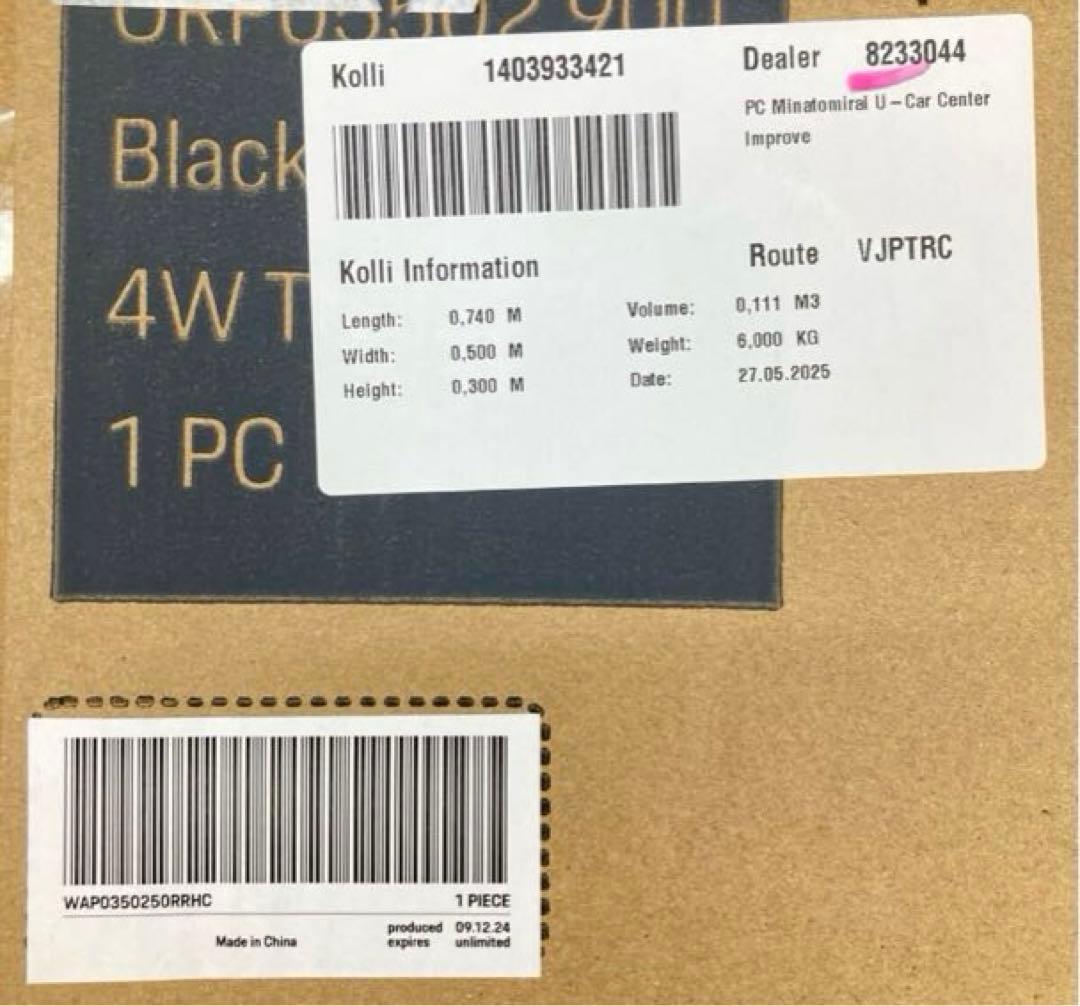 Black
4W T
1 PC
Kolli 1403933421
Dealer 8233044
PC Minatomirai U-Car Center
Improve
Kolli Information
Route VJPTRC
Length: 0,740 M
Volume: 0,111 M3
Width: 0,500 M
Weight: 6,000 KG
Height: 0,300 M
Date: 27.05.2025
WAP0350250RRHC 1 PIECE
produced 09.12.24
Made in China
expires unlimited